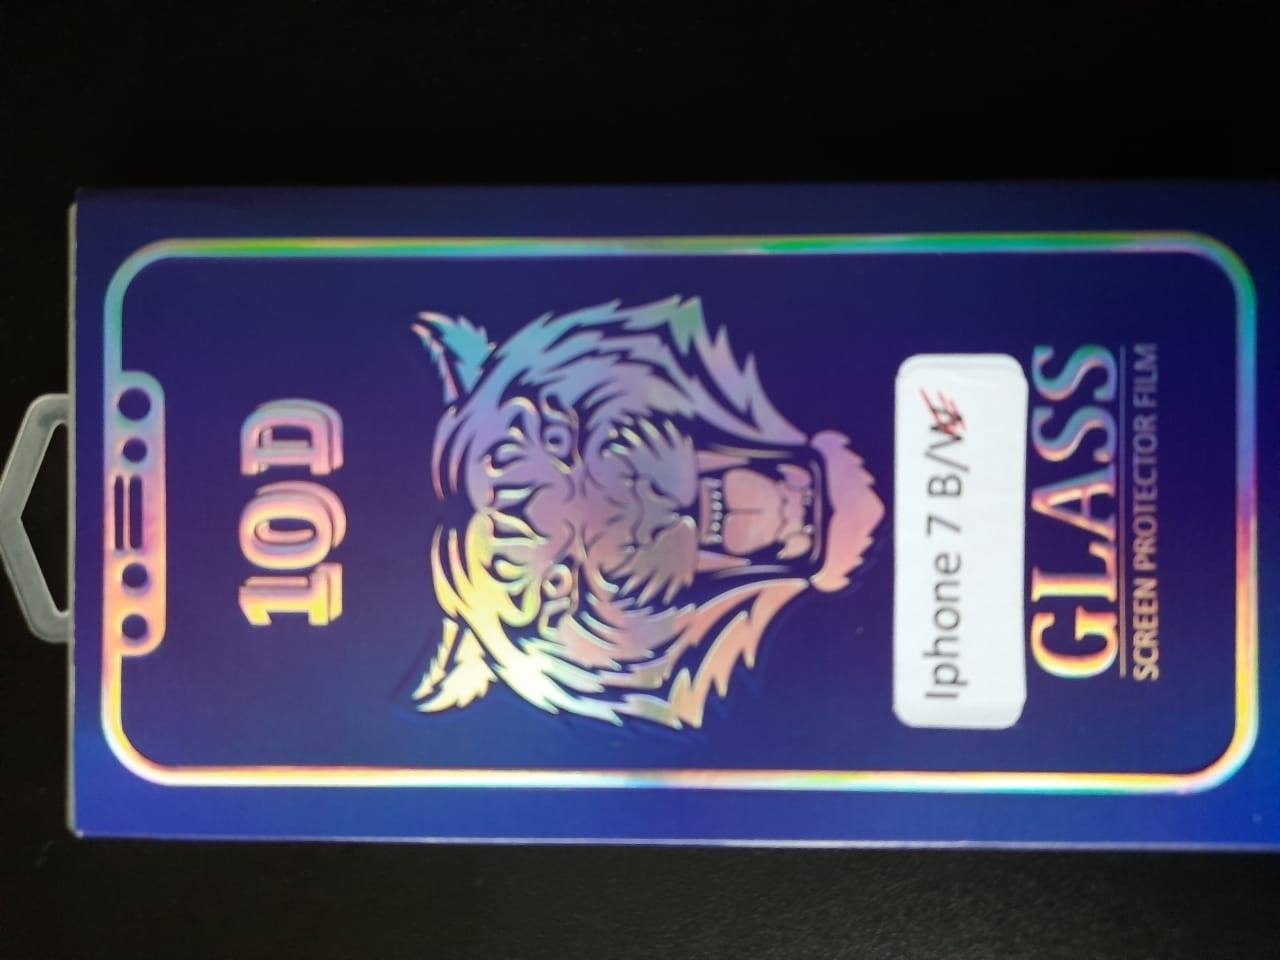 10D
Iphone 7 B/W
GLASS
SCREEN PROTECTOR FILM